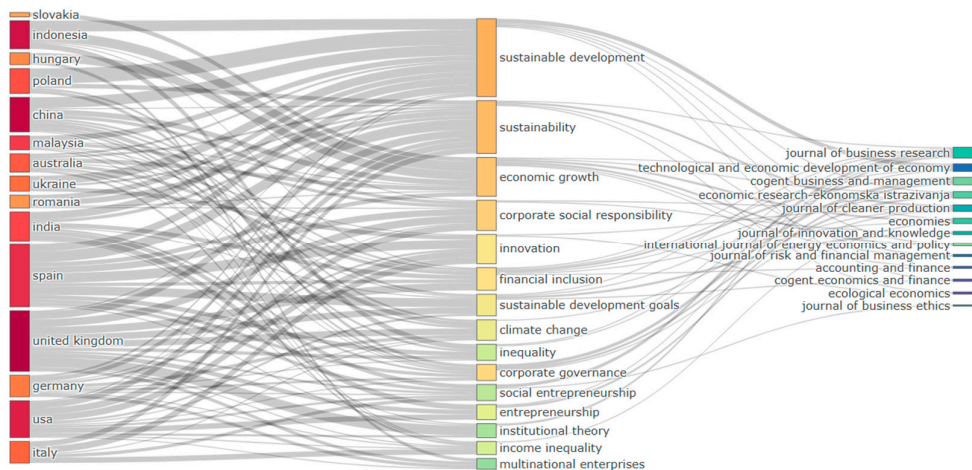 slovakia
indonesia
hungary
poland
china
malaysia
australia
ukraine
romania
india
spain
united kingdom
germany
usa
italy
sustainable development
sustainability
economic growth
corporate social responsibility
innovation
financial inclusion
sustainable development goals
climate change
inequality
corporate governance
social entrepreneurship
entrepreneurship
institutional theory
income inequality
multinational enterprises
journal of business research
technological and economic development of economy
cogent business and management
economic research-ekonomska istrazivanja
journal of cleaner production
economies
journal of innovation and knowledge
international journal of energy economics and policy
journal of risk and financial management
accounting and finance
cogent economics and finance
ecological economics
journal of business ethics